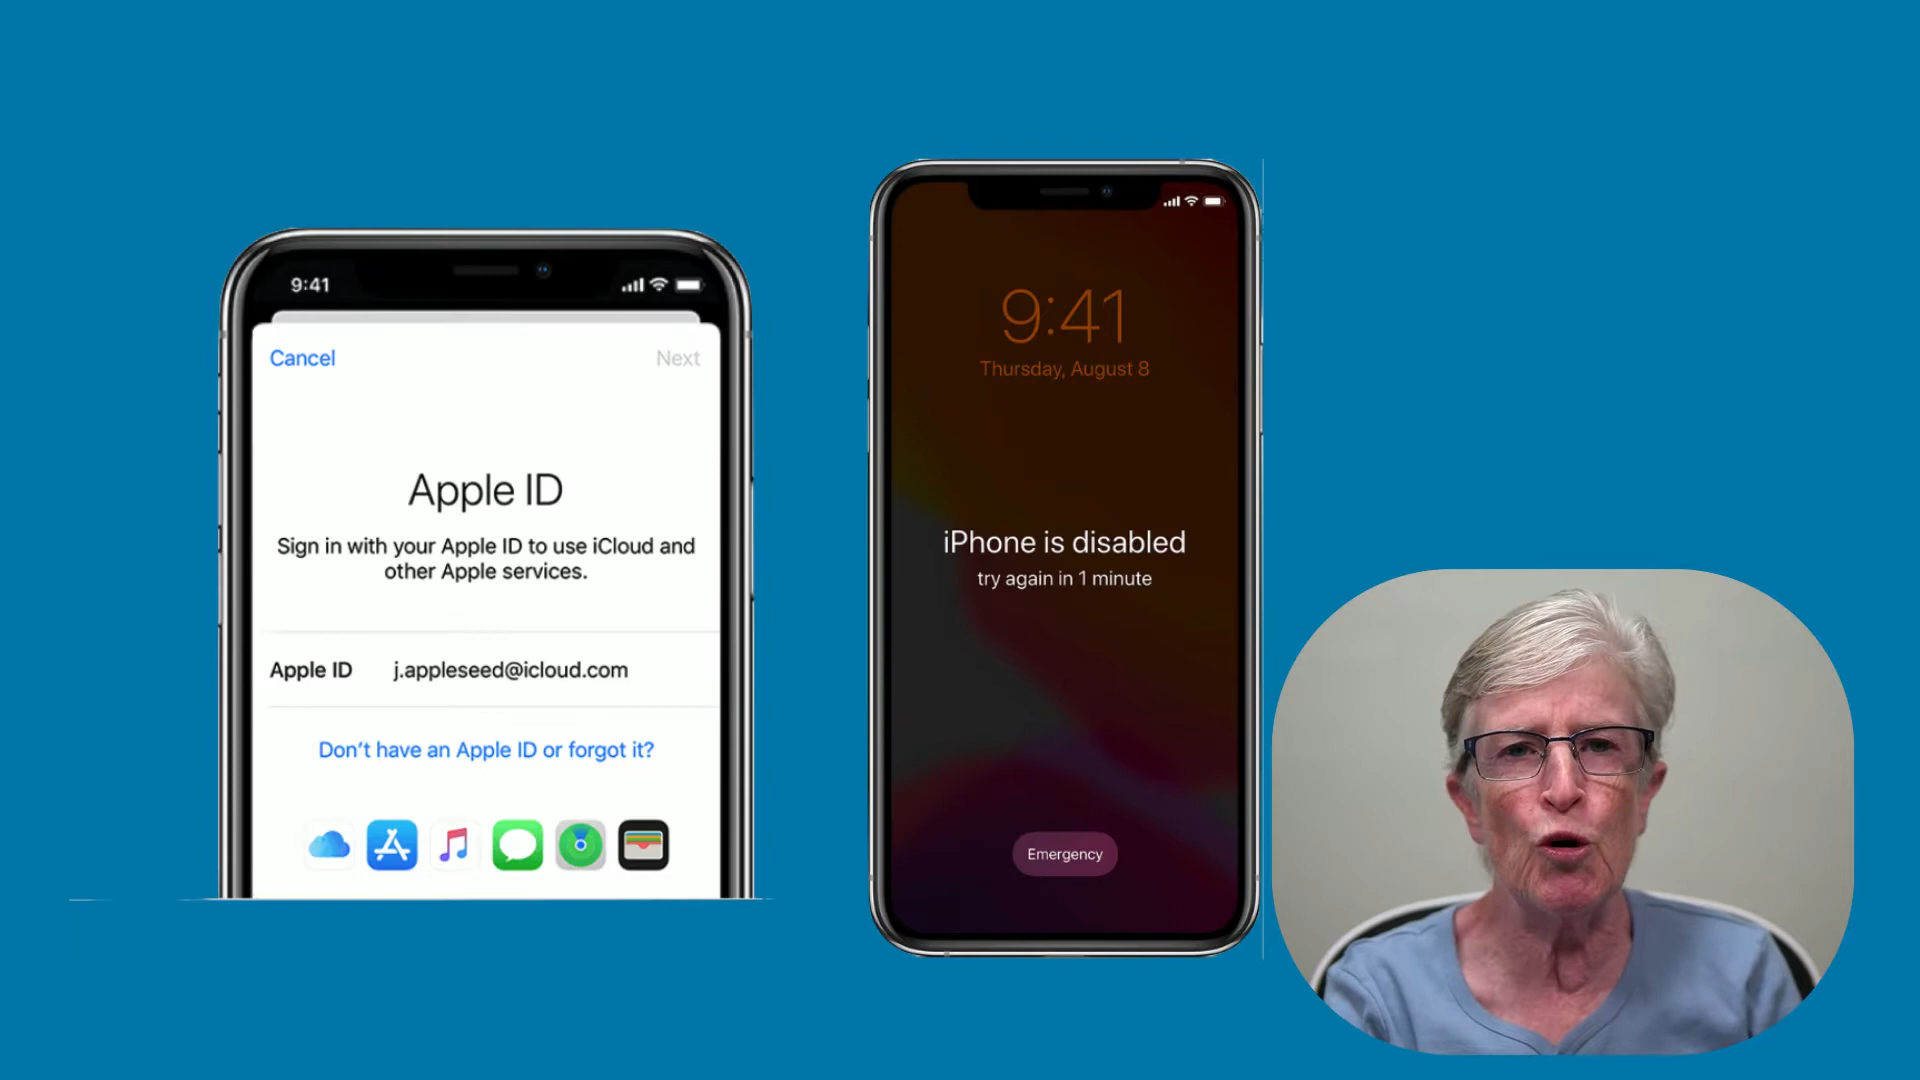 9:41
Cancel
Next
Apple ID
Sign in with your Apple ID to use iCloud and
other Apple services.
Apple ID j.appleseed@icloud.com
Don't have an Apple ID or forgot it?
9:41
Thursday, August 8
iPhone is disabled
try again in 1 minute
Emergency